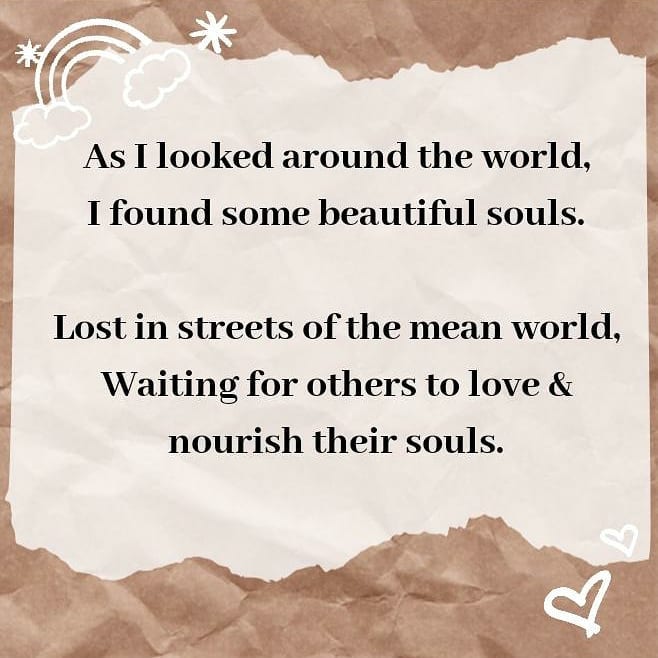 As I looked around the world,
I found some beautiful souls.
Lost in streets of the mean world,
Waiting for others to love &
nourish their souls.